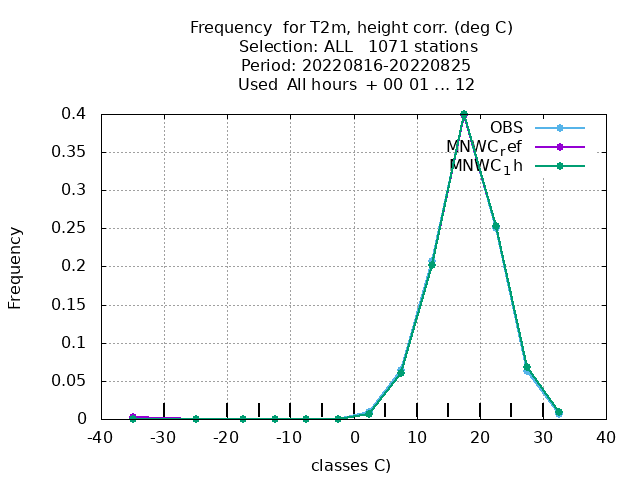 Frequency  for T2m, height corr. (deg C)
Selection: ALL   1071 stations
Period: 20220816-20220825
Used  All hours  + 00 01 ... 12
0.4
0.35
0.3
0.25
0.2
0.15
0.1
0.05
0
Frequency
OBS
MNWCref
MNWC1h
-40 -30 -20 -10 0 10 20 30 40
classes C)